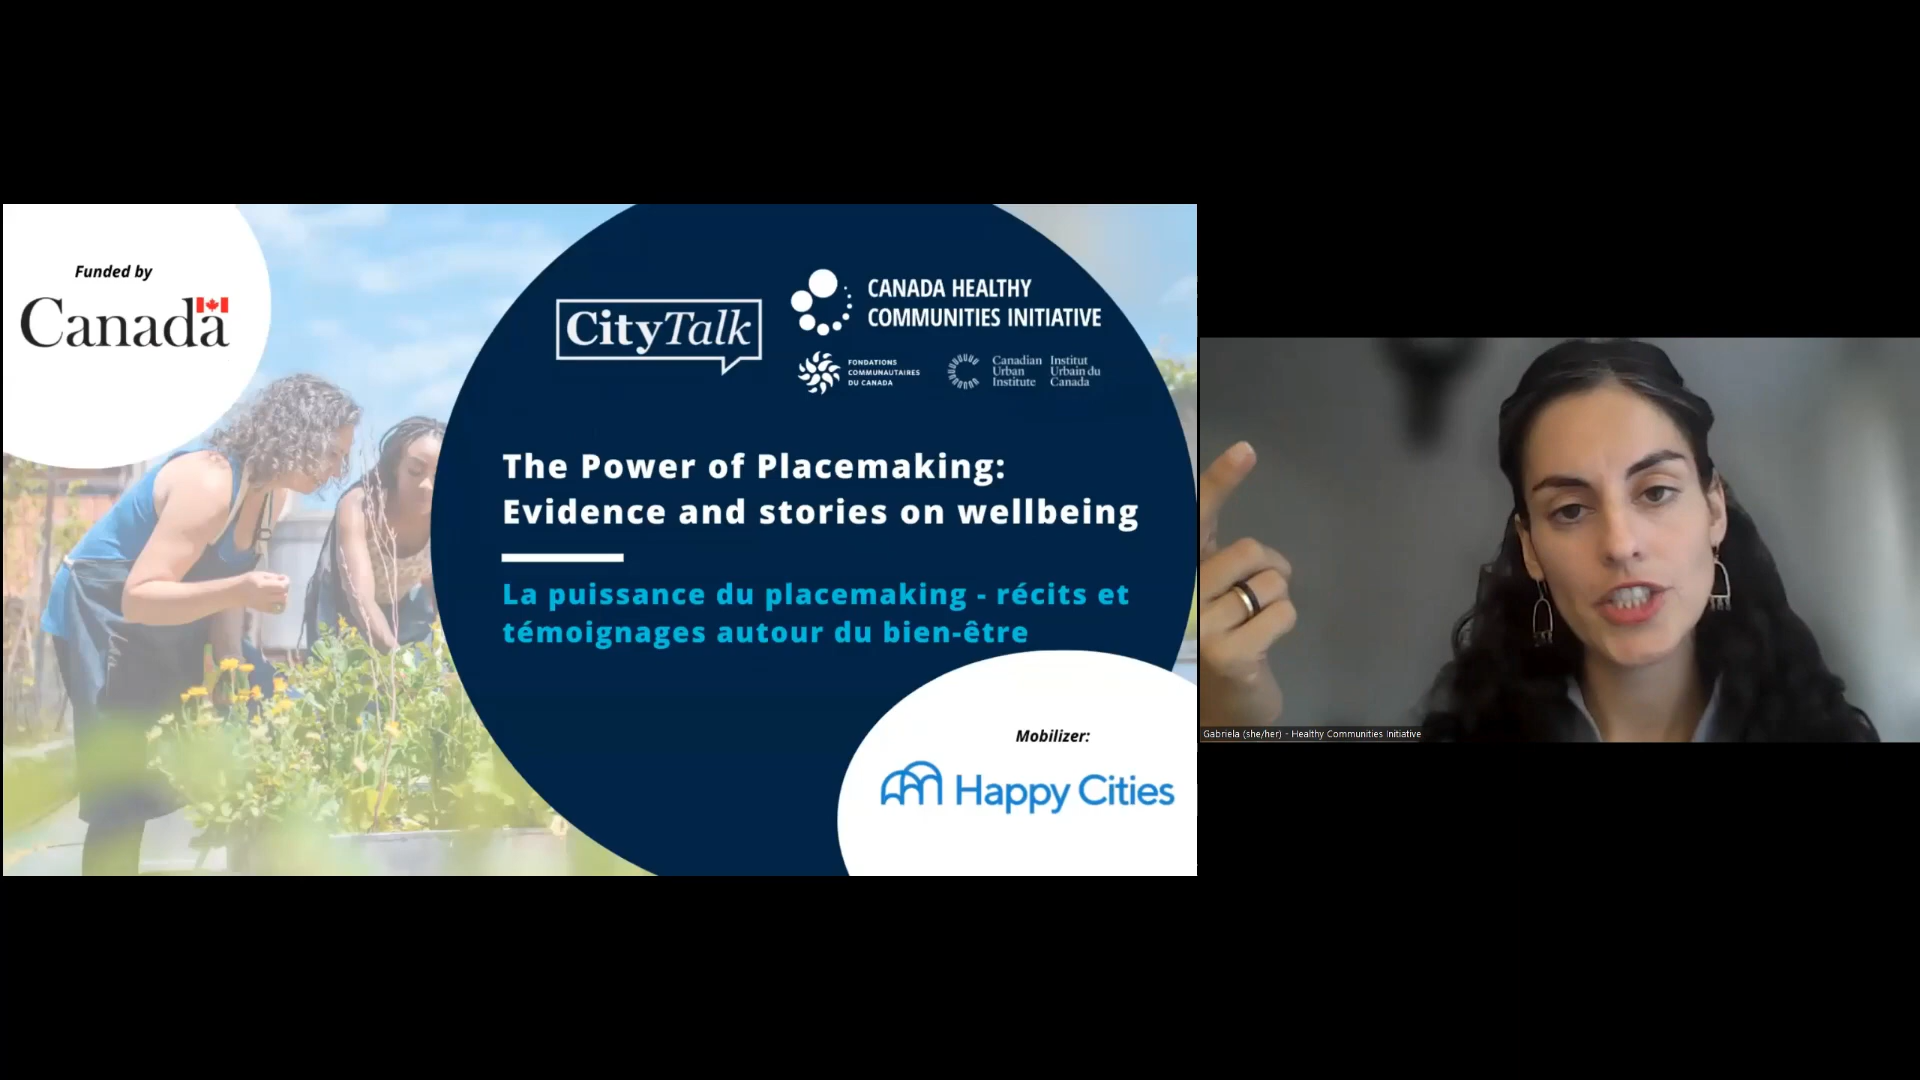 Funded by
Canada
CityTalk
CANADA HEALTHY
COMMUNITIES INITIATIVE
FONDATIONS
COMMUNAUTAIRES
DU CANADA
Canadian
Urban
Institute
Institut
Urbain du
Canada
The Power of Placemaking:
Evidence and stories on wellbeing
La puissance du placemaking - récits et
témoignages autour du bien-être
Mobilizer:
Happy Cities
Gabriela (she/her) - Healthy Communities Initiative